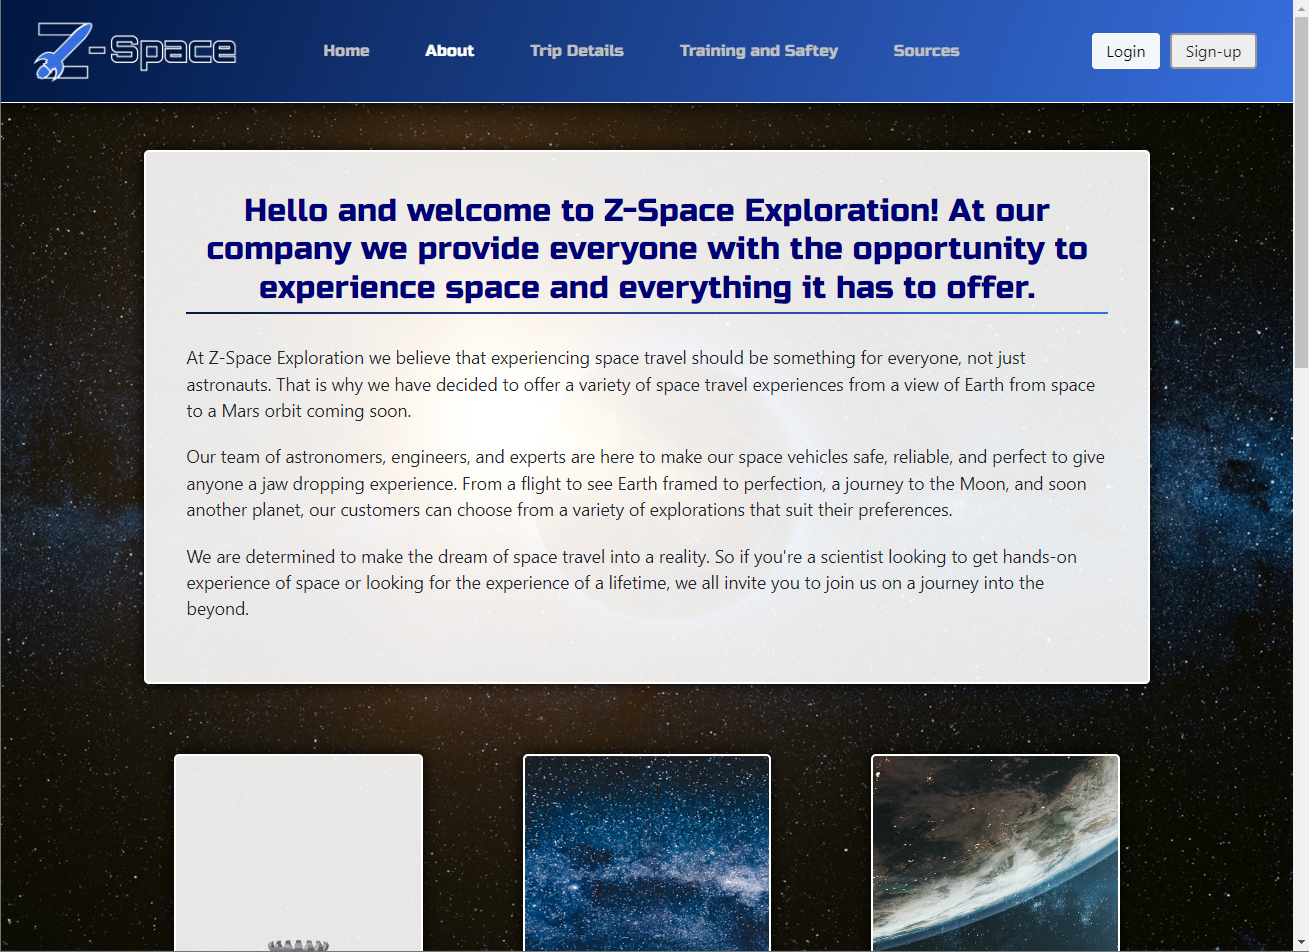 Z-Space
Home About Trip Details Training and Saftey Sources Login Sign-up
Hello and welcome to Z-Space Exploration! At our
company we provide everyone with the opportunity to
experience space and everything it has to offer.
At Z-Space Exploration we believe that experiencing space travel should be something for everyone, not just
astronauts. That is why we have decided to offer a variety of space travel experiences from a view of Earth from space
to a Mars orbit coming soon.
Our team of astronomers, engineers, and experts are here to make our space vehicles safe, reliable, and perfect to give
anyone a jaw dropping experience. From a flight to see Earth framed to perfection, a journey to the Moon, and soon
another planet, our customers can choose from a variety of explorations that suit their preferences.
We are determined to make the dream of space travel into a reality. So if you're a scientist looking to get hands-on
experience of space or looking for the experience of a lifetime, we all invite you to join us on a journey into the
beyond.